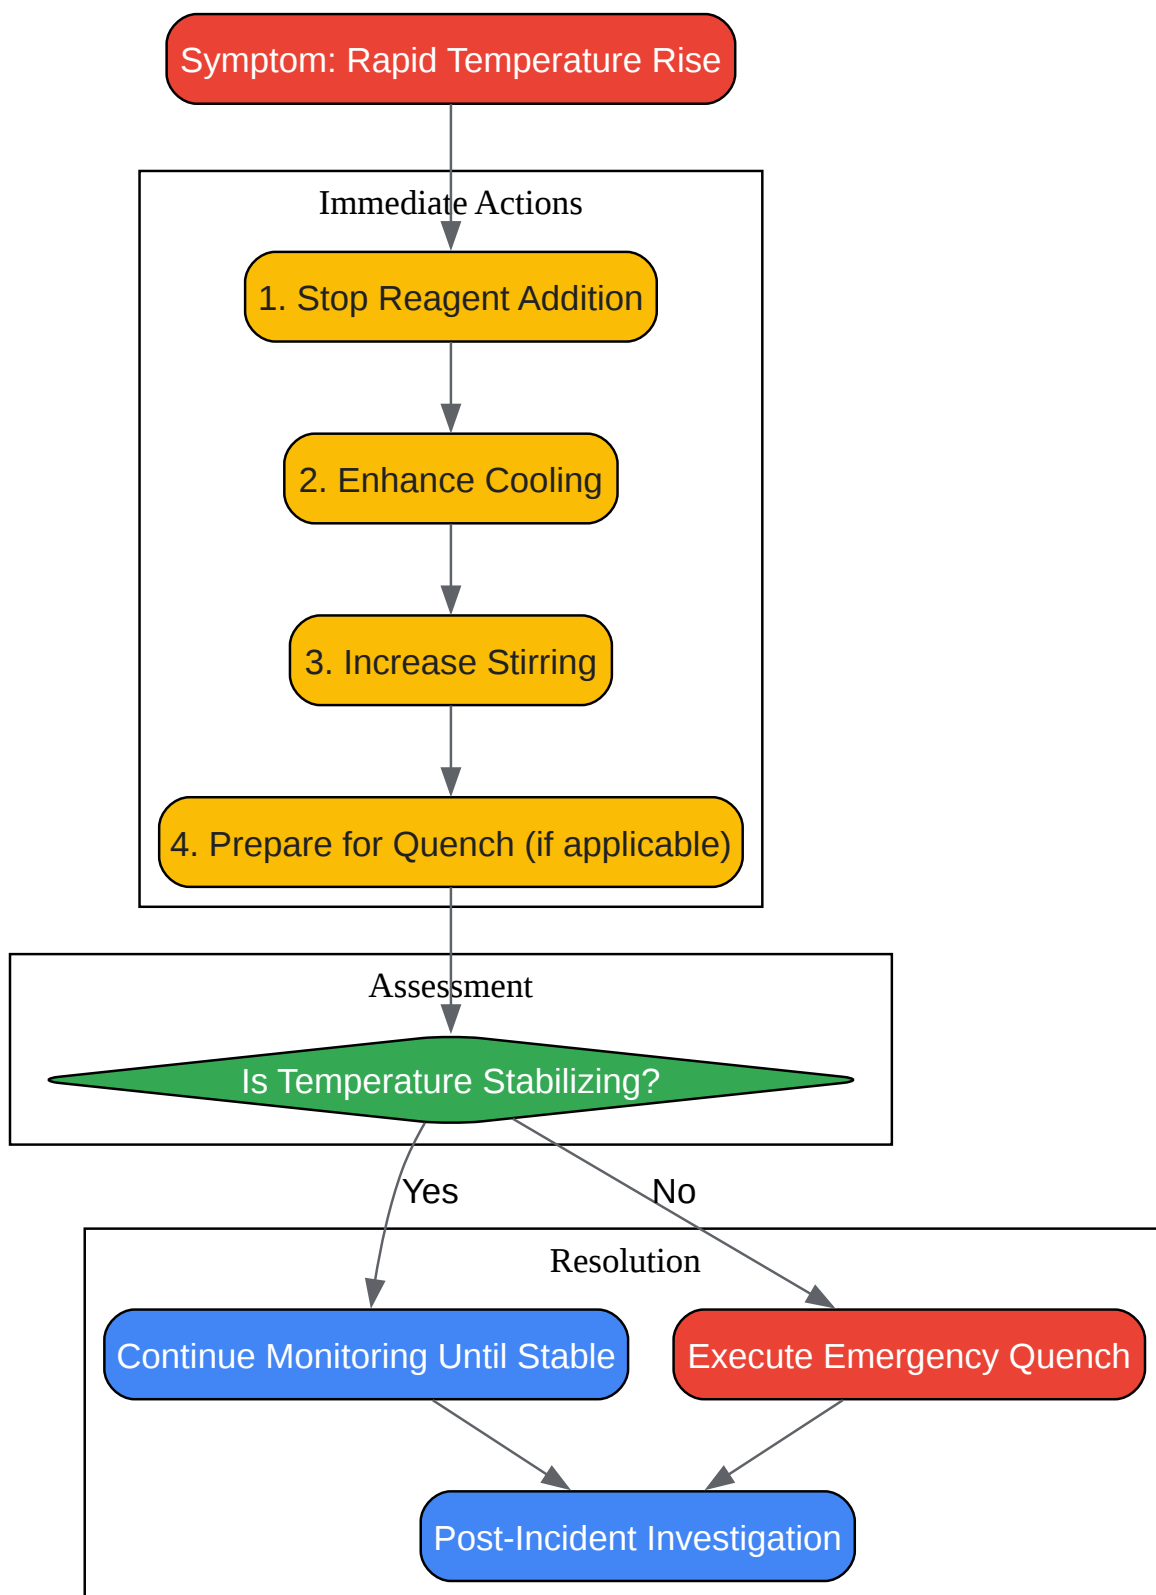 Symptom: Rapid Temperature Rise
Immediate Actions
1. Stop Reagent Addition
2. Enhance Cooling
3. Increase Stirring
4. Prepare for Quench (if applicable)
Assessment
Is Temperature Stabilizing?
Yes
No
Resolution
Continue Monitoring Until Stable
Execute Emergency Quench
Post-Incident Investigation